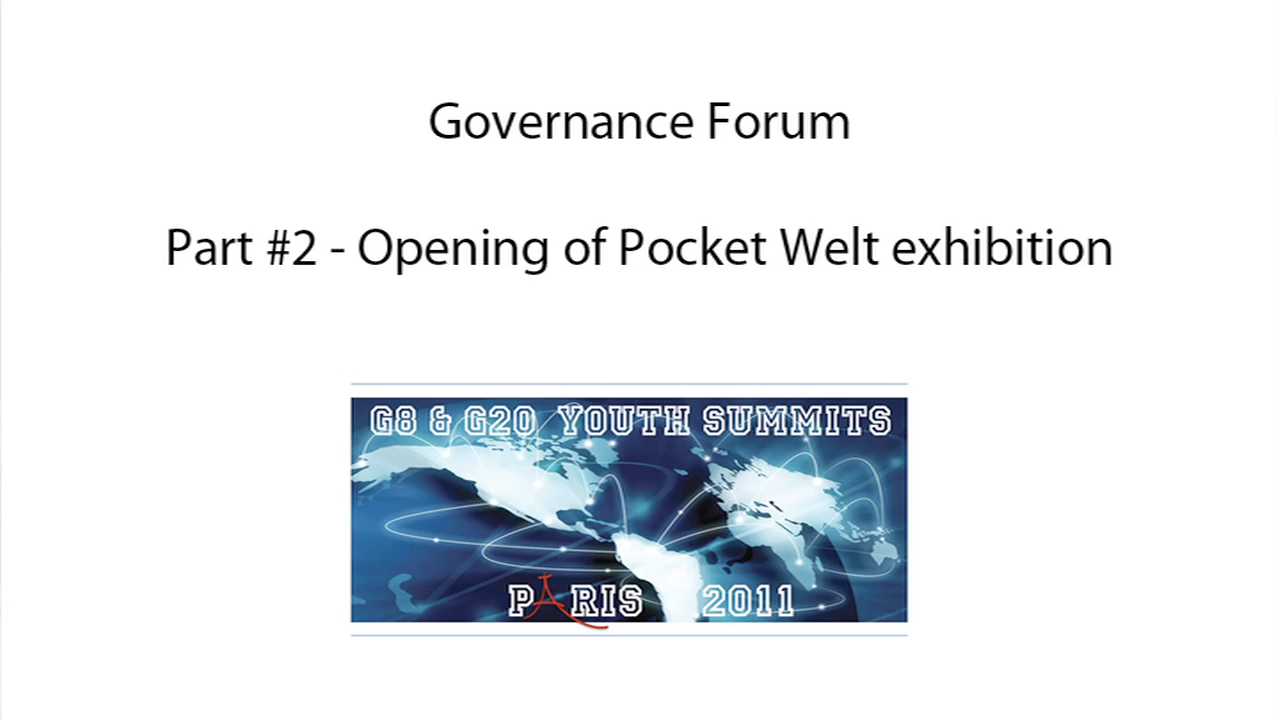 Governance Forum
Part #2 - Opening of Pocket Welt exhibition
G8 & G20 YOUTH SUMMITS
PARIS 2011